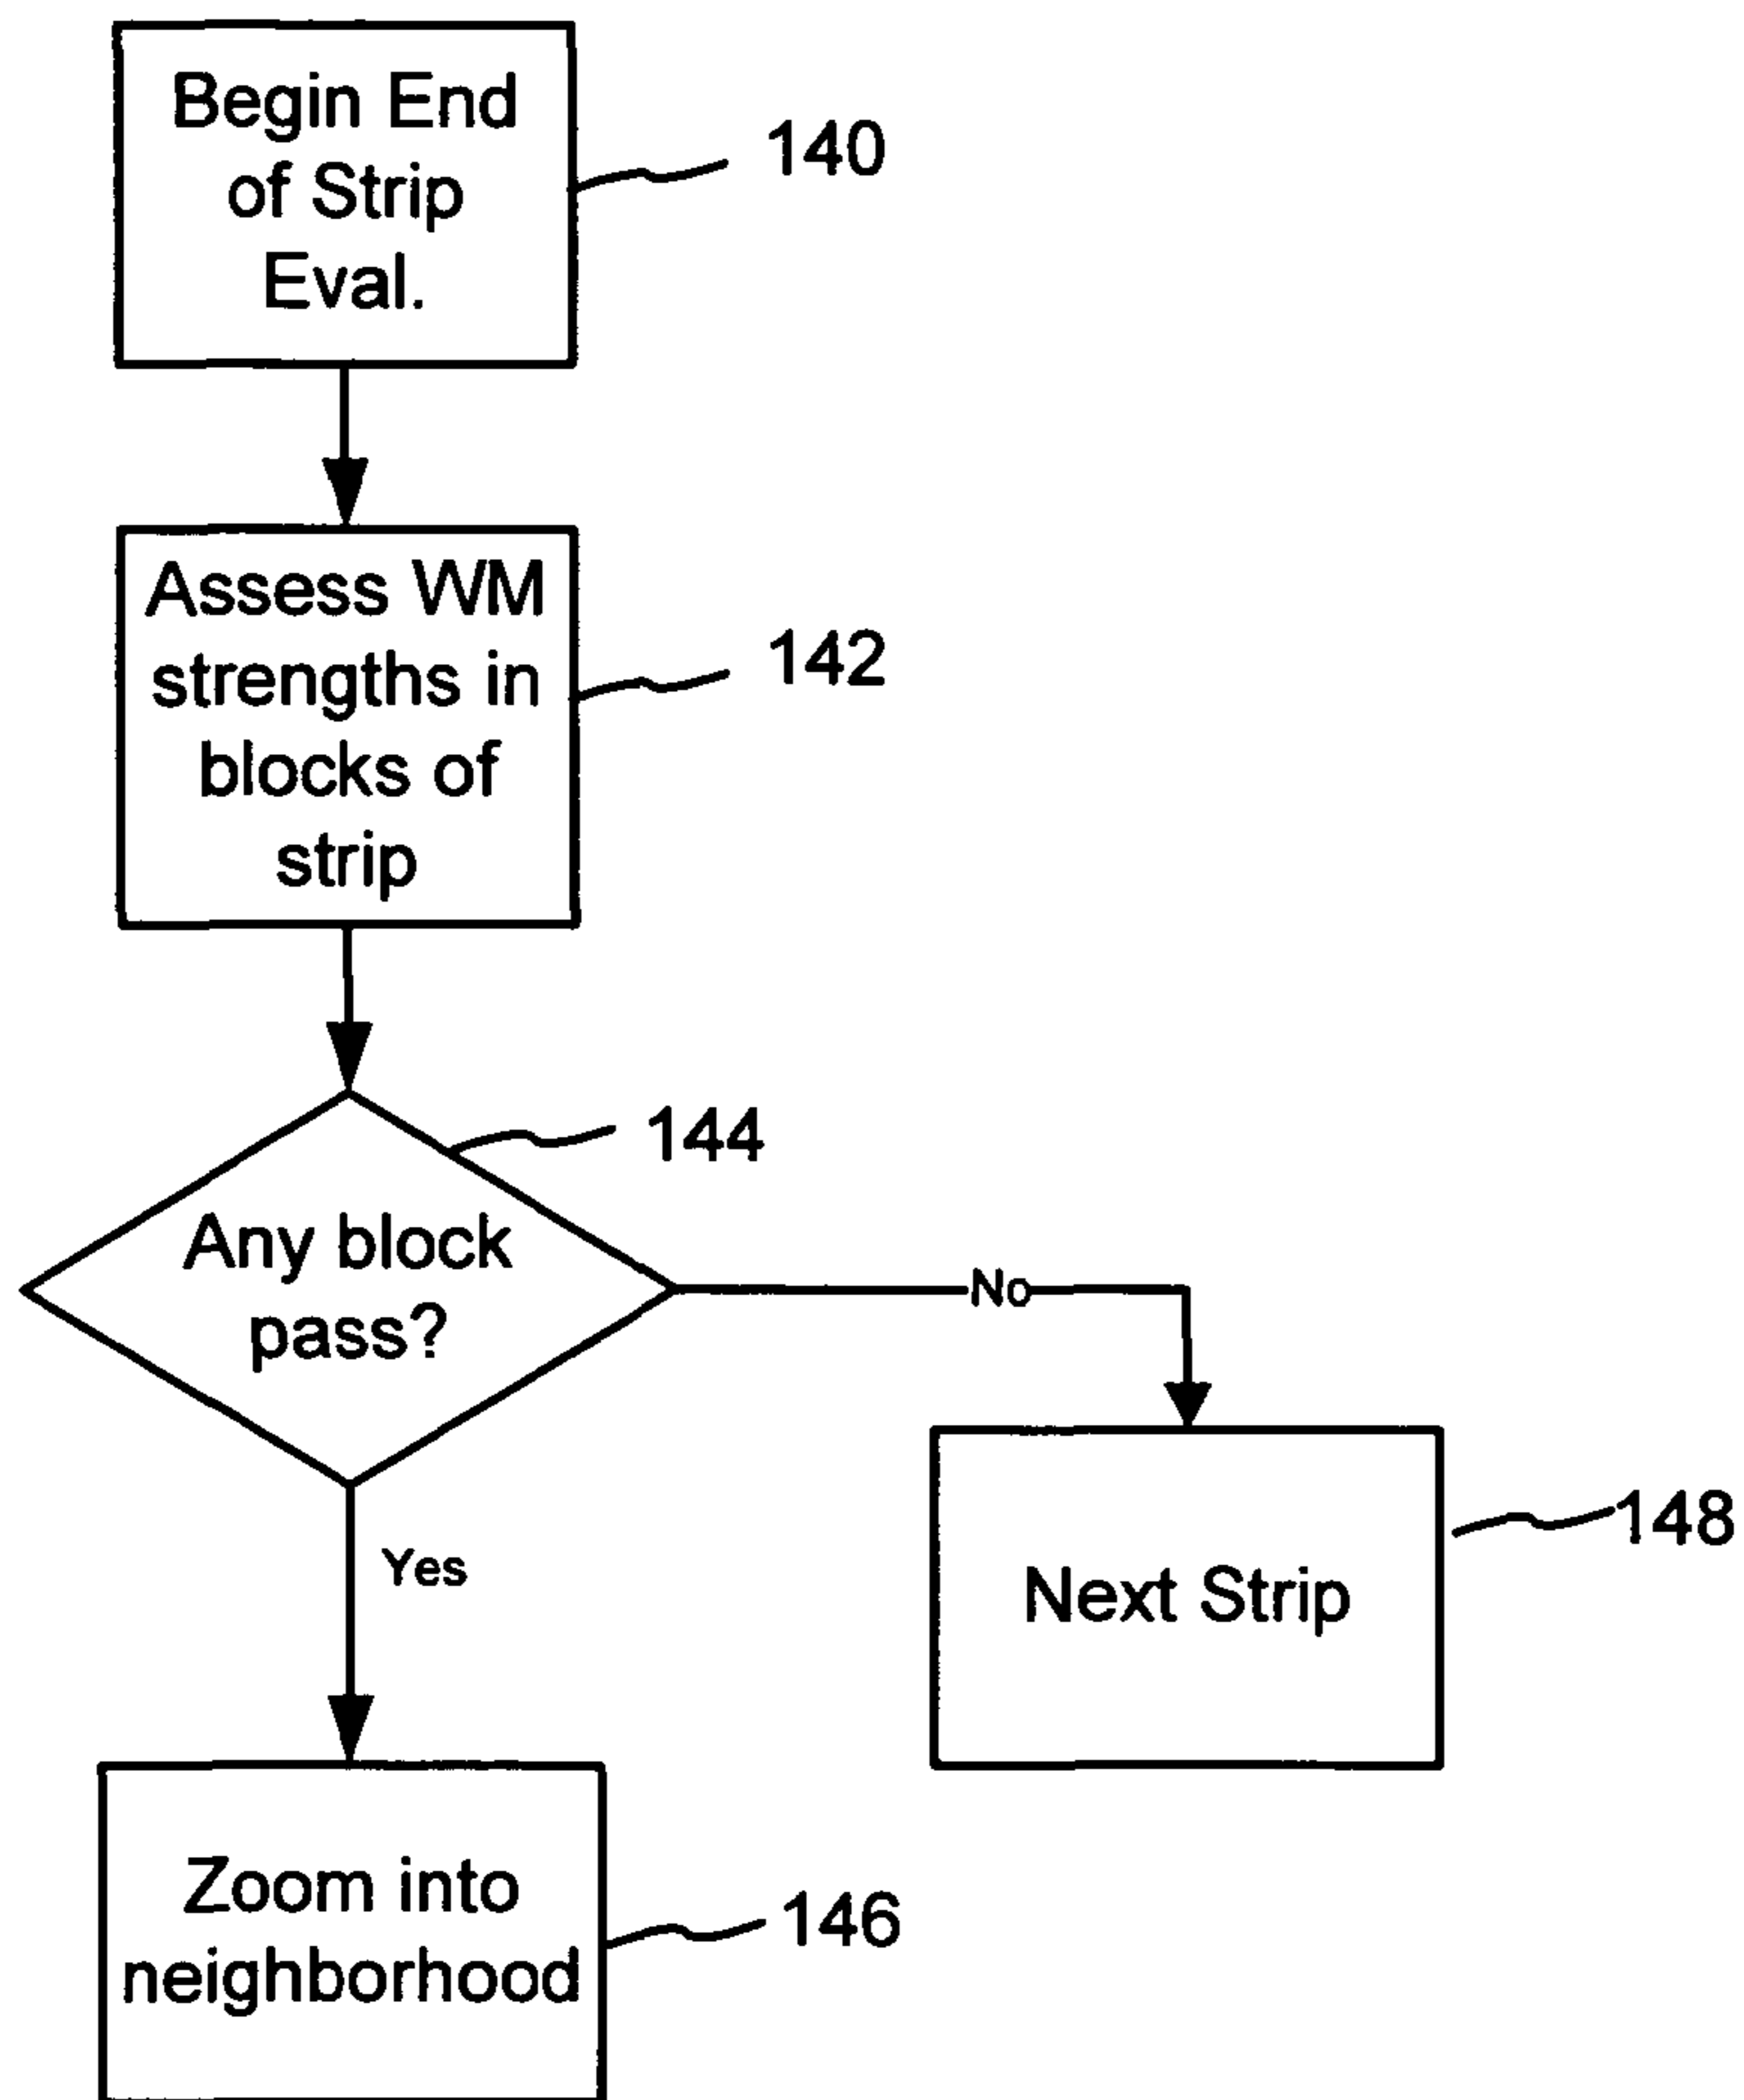 Begin End
of Strip
Eval.
140
Assess WM
strengths in
blocks of
strip
142
144
Any block
pass?
No
Yes
Next Strip
148
Zoom into
neighborhood
146